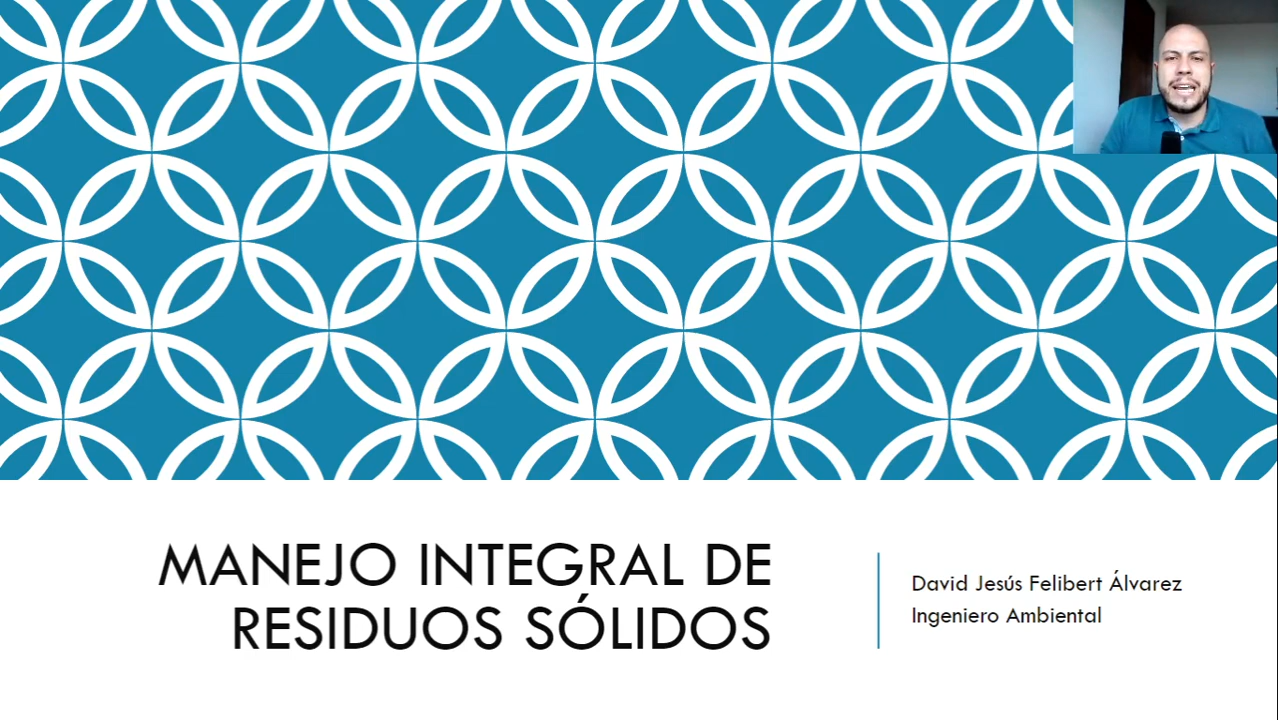 MANEJO INTEGRAL DE
RESIDUOS SÓLIDOS
David Jesús Felibert Álvarez
Ingeniero Ambiental